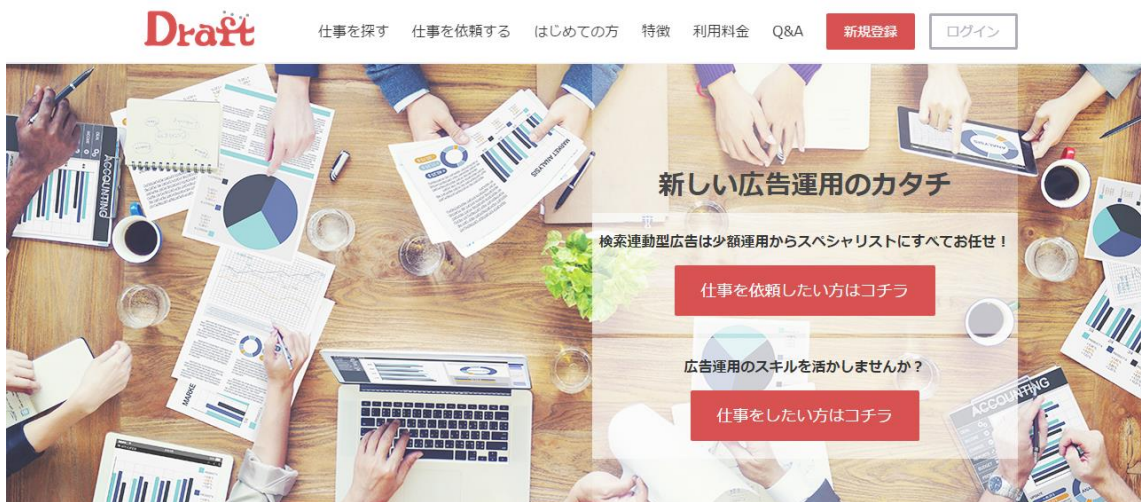 Draft
仕事を探す 仕事を依頼する はじめての方 特徴 利用料金 Q&A 新規登録 ログイン
ACCOUNTING
MARKET ANALYSIS
新しい広告運用のカタチ
検索連動型広告は少額運用からスペシャリストにすべてお任せ！
仕事を依頼したい方はコチラ
広告運用のスキルを活かしませんか？
仕事をしたい方はコチラ
MARKE
ACCOUNTING